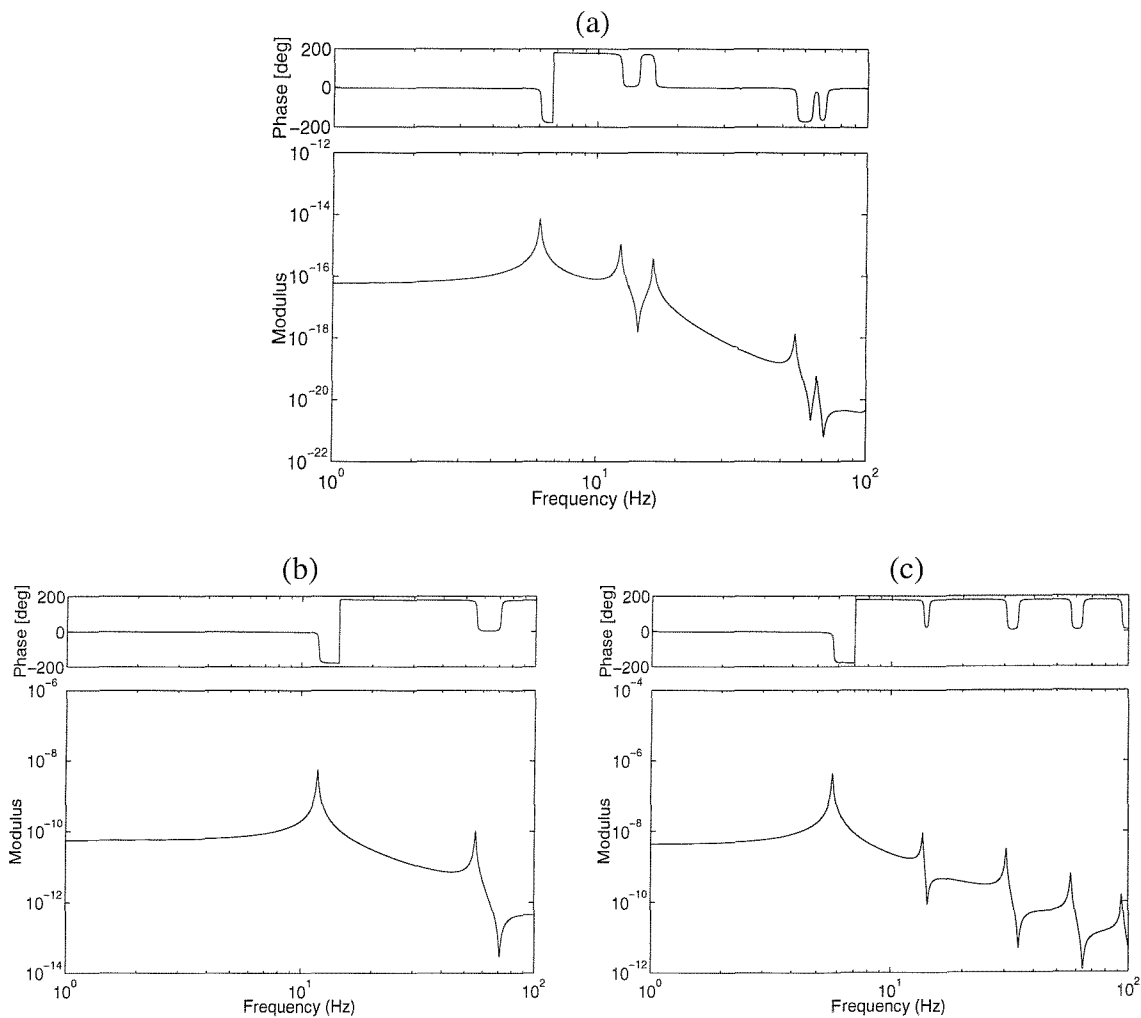 (a)
Phase [deg]
200
0
−200
Modulus
10^-12
10^-14
10^-16
10^-18
10^-20
10^-22
10^0
10^1
10^2
Frequency (Hz)
(b)
Phase [deg]
200
0
−200
Modulus
10^-6
10^-8
10^-10
10^-12
10^-14
10^0
10^1
10^2
Frequency (Hz)
(c)
Phase [deg]
200
0
−200
Modulus
10^-4
10^-6
10^-8
10^-10
10^-12
10^0
10^1
10^2
Frequency (Hz)